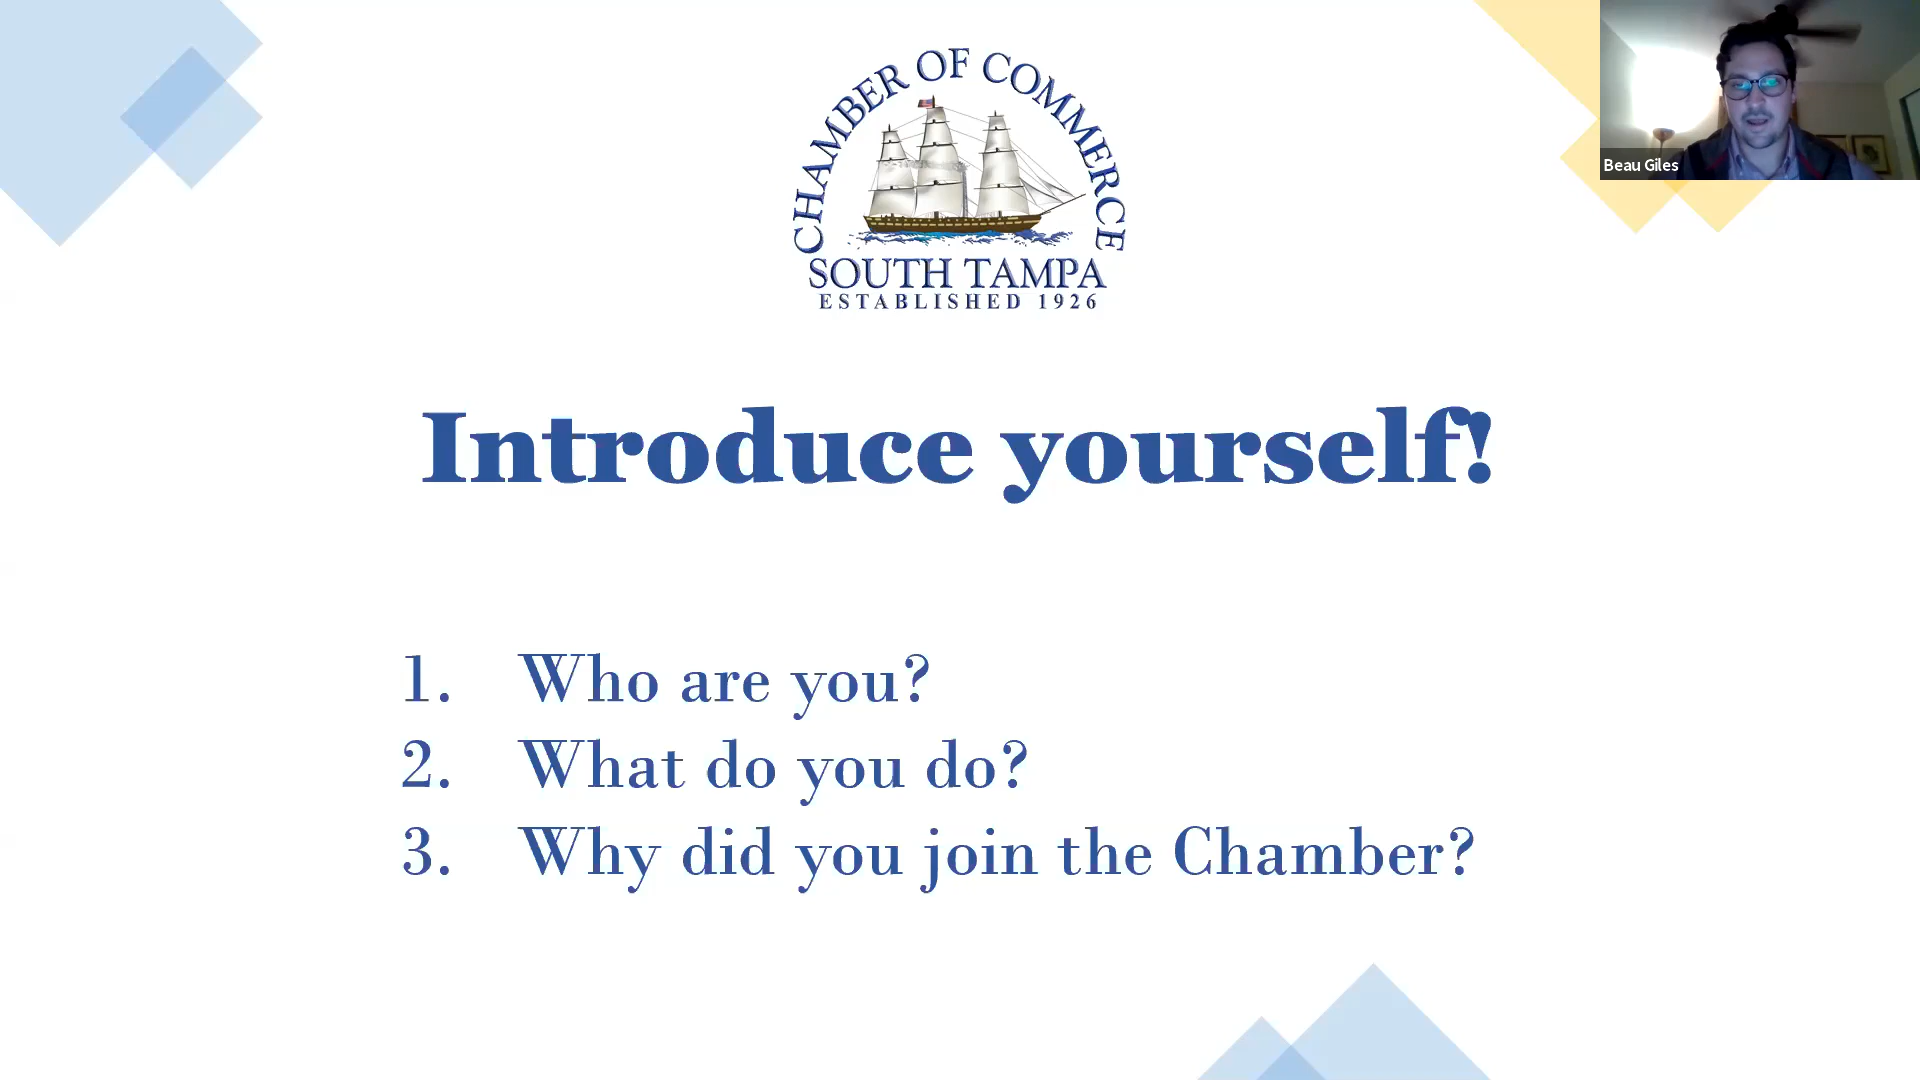 CHAMBER OF COMMERCE
SOUTH TAMPA
ESTABLISHED 1926
Beau Giles
Introduce yourself!
1. Who are you?
2. What do you do?
3. Why did you join the Chamber?